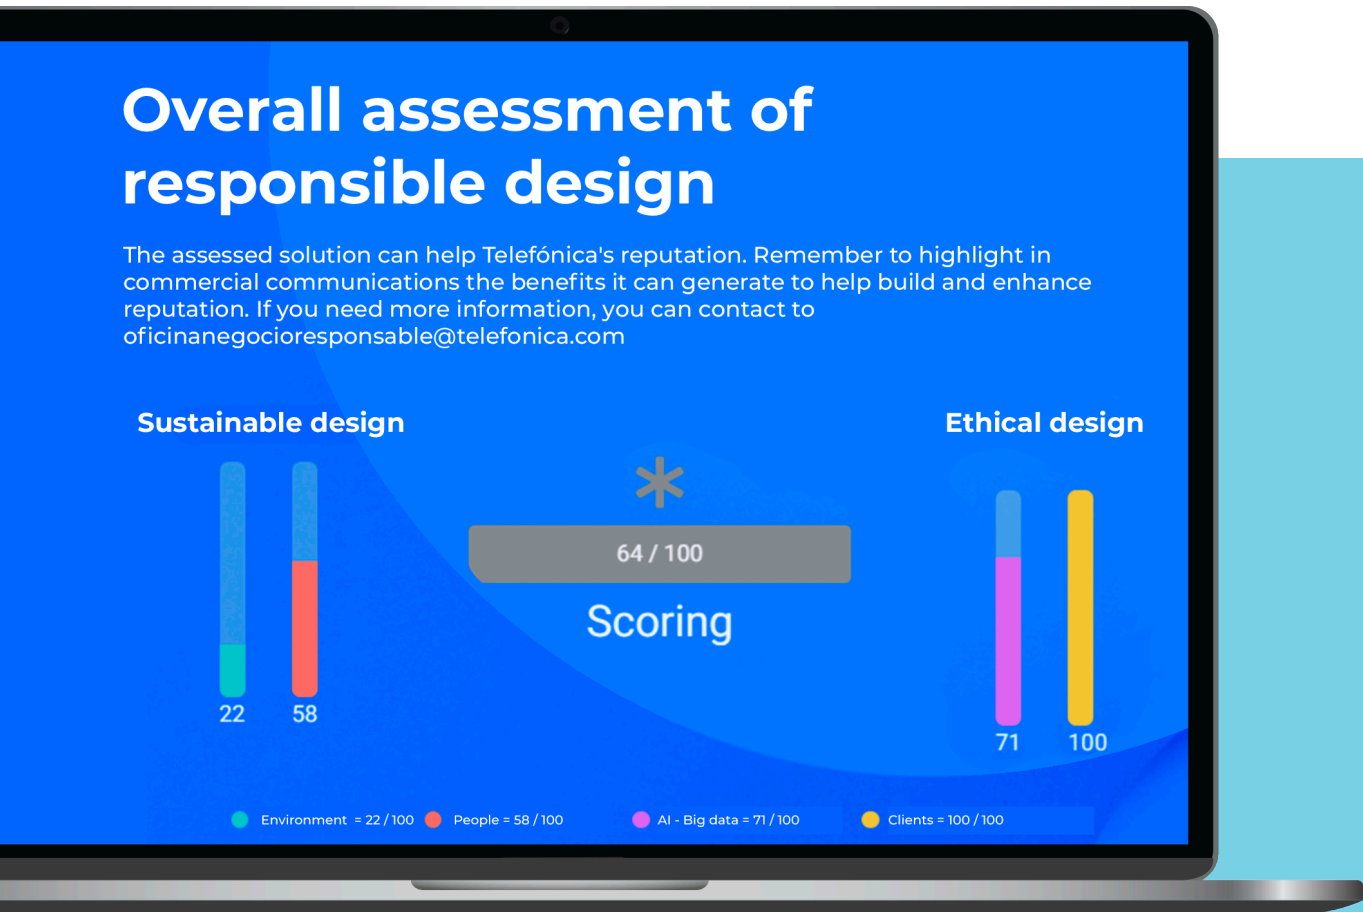 Overall assessment of
responsible design
The assessed solution can help Telefónica's reputation. Remember to highlight in
commercial communications the benefits it can generate to help build and enhance
reputation. If you need more information, you can contact to
oficinanegocioresponsable@telefonica.com
Sustainable design
Ethical design
64 / 100
Scoring
22
58
71
100
Environment = 22 / 100
People = 58 / 100
AI - Big data = 71 / 100
Clients = 100 / 100